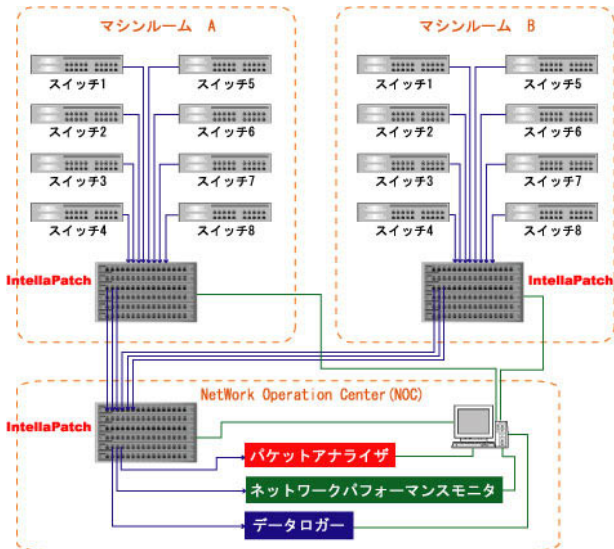 マシンルーム A
マシンルーム B
スイッチ1
スイッチ5
スイッチ2
スイッチ6
スイッチ3
スイッチ7
スイッチ4
スイッチ8
スイッチ1
スイッチ5
スイッチ2
スイッチ6
スイッチ3
スイッチ7
スイッチ4
スイッチ8
IntellaPatch
IntellaPatch
NetWork Operation Center(NOC)
IntellaPatch
パケットアナライザ
ネットワークパフォーマンスモニタ
データロガー